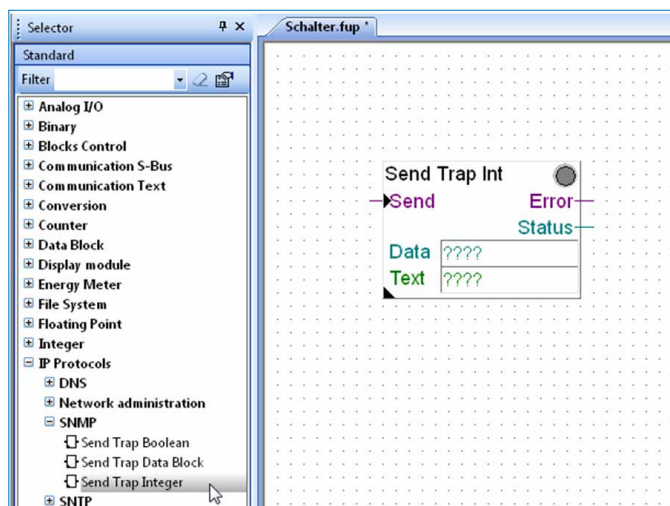 Selector
Standard
Filter
Analog I/O
Binary
Blocks Control
Communication S-Bus
Communication Text
Conversion
Counter
Data Block
Display module
Energy Meter
File System
Floating Point
Integer
IP Protocols
DNS
Network administration
SNMP
Send Trap Boolean
Send Trap Data Block
Send Trap Integer
SNTP
Schalter.fup *
Send Trap Int
Send Error
Status
Data ????
Text ????